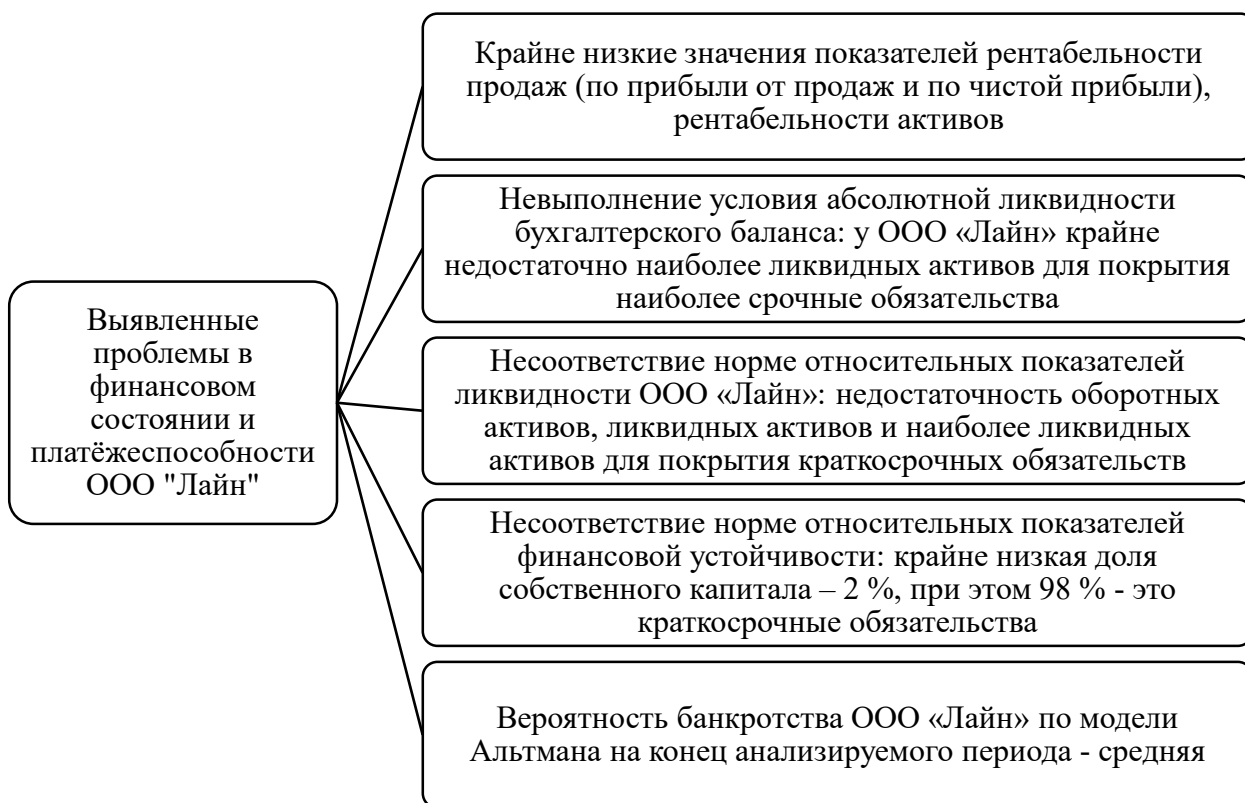 Выявленные
проблемы в
финансовом
состоянии и
платёжеспособности
ООО "Лайн"
Крайне низкие значения показателей рентабельности
продаж (по прибыли от продаж и по чистой прибыли),
рентабельности активов
Невыполнение условия абсолютной ликвидности
бухгалтерского баланса: у ООО «Лайн» крайне
недостаточно наиболее ликвидных активов для покрытия
наиболее срочные обязательства
Несоответствие норме относительных показателей
ликвидности ООО «Лайн»: недостаточность оборотных
активов, ликвидных активов и наиболее ликвидных
активов для покрытия краткосрочных обязательств
Несоответствие норме относительных показателей
финансовой устойчивости: крайне низкая доля
собственного капитала – 2 %, при этом 98 % - это
краткосрочные обязательства
Вероятность банкротства ООО «Лайн» по модели
Альтмана на конец анализируемого периода - средняя